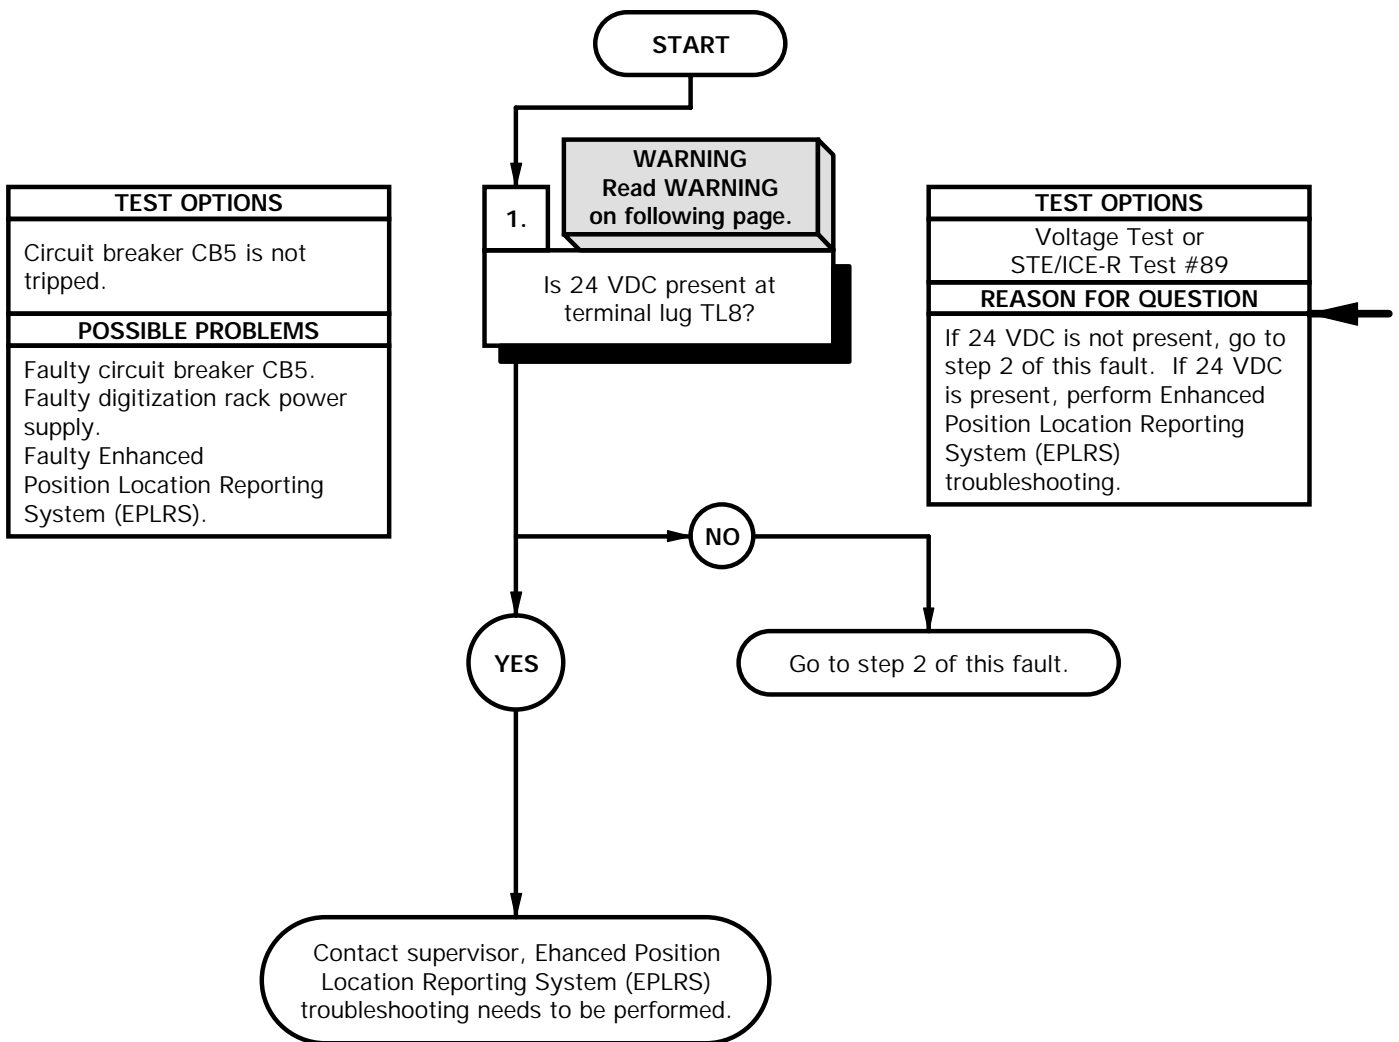 START
WARNING
Read WARNING
on following page.
1.
Is 24 VDC present at
terminal lug TL8?
TEST OPTIONS
Circuit breaker CB5 is not
tripped.
POSSIBLE PROBLEMS
Faulty circuit breaker CB5.
Faulty digitization rack power
supply.
Faulty Enhanced
Position Location Reporting
System (EPLRS).
TEST OPTIONS
Voltage Test or
STE/ICE-R Test #89
REASON FOR QUESTION
If 24 VDC is not present, go to
step 2 of this fault. If 24 VDC
is present, perform Enhanced
Position Location Reporting
System (EPLRS)
troubleshooting.
NO
YES
Go to step 2 of this fault.
Contact supervisor, Ehanced Position
Location Reporting System (EPLRS)
troubleshooting needs to be performed.